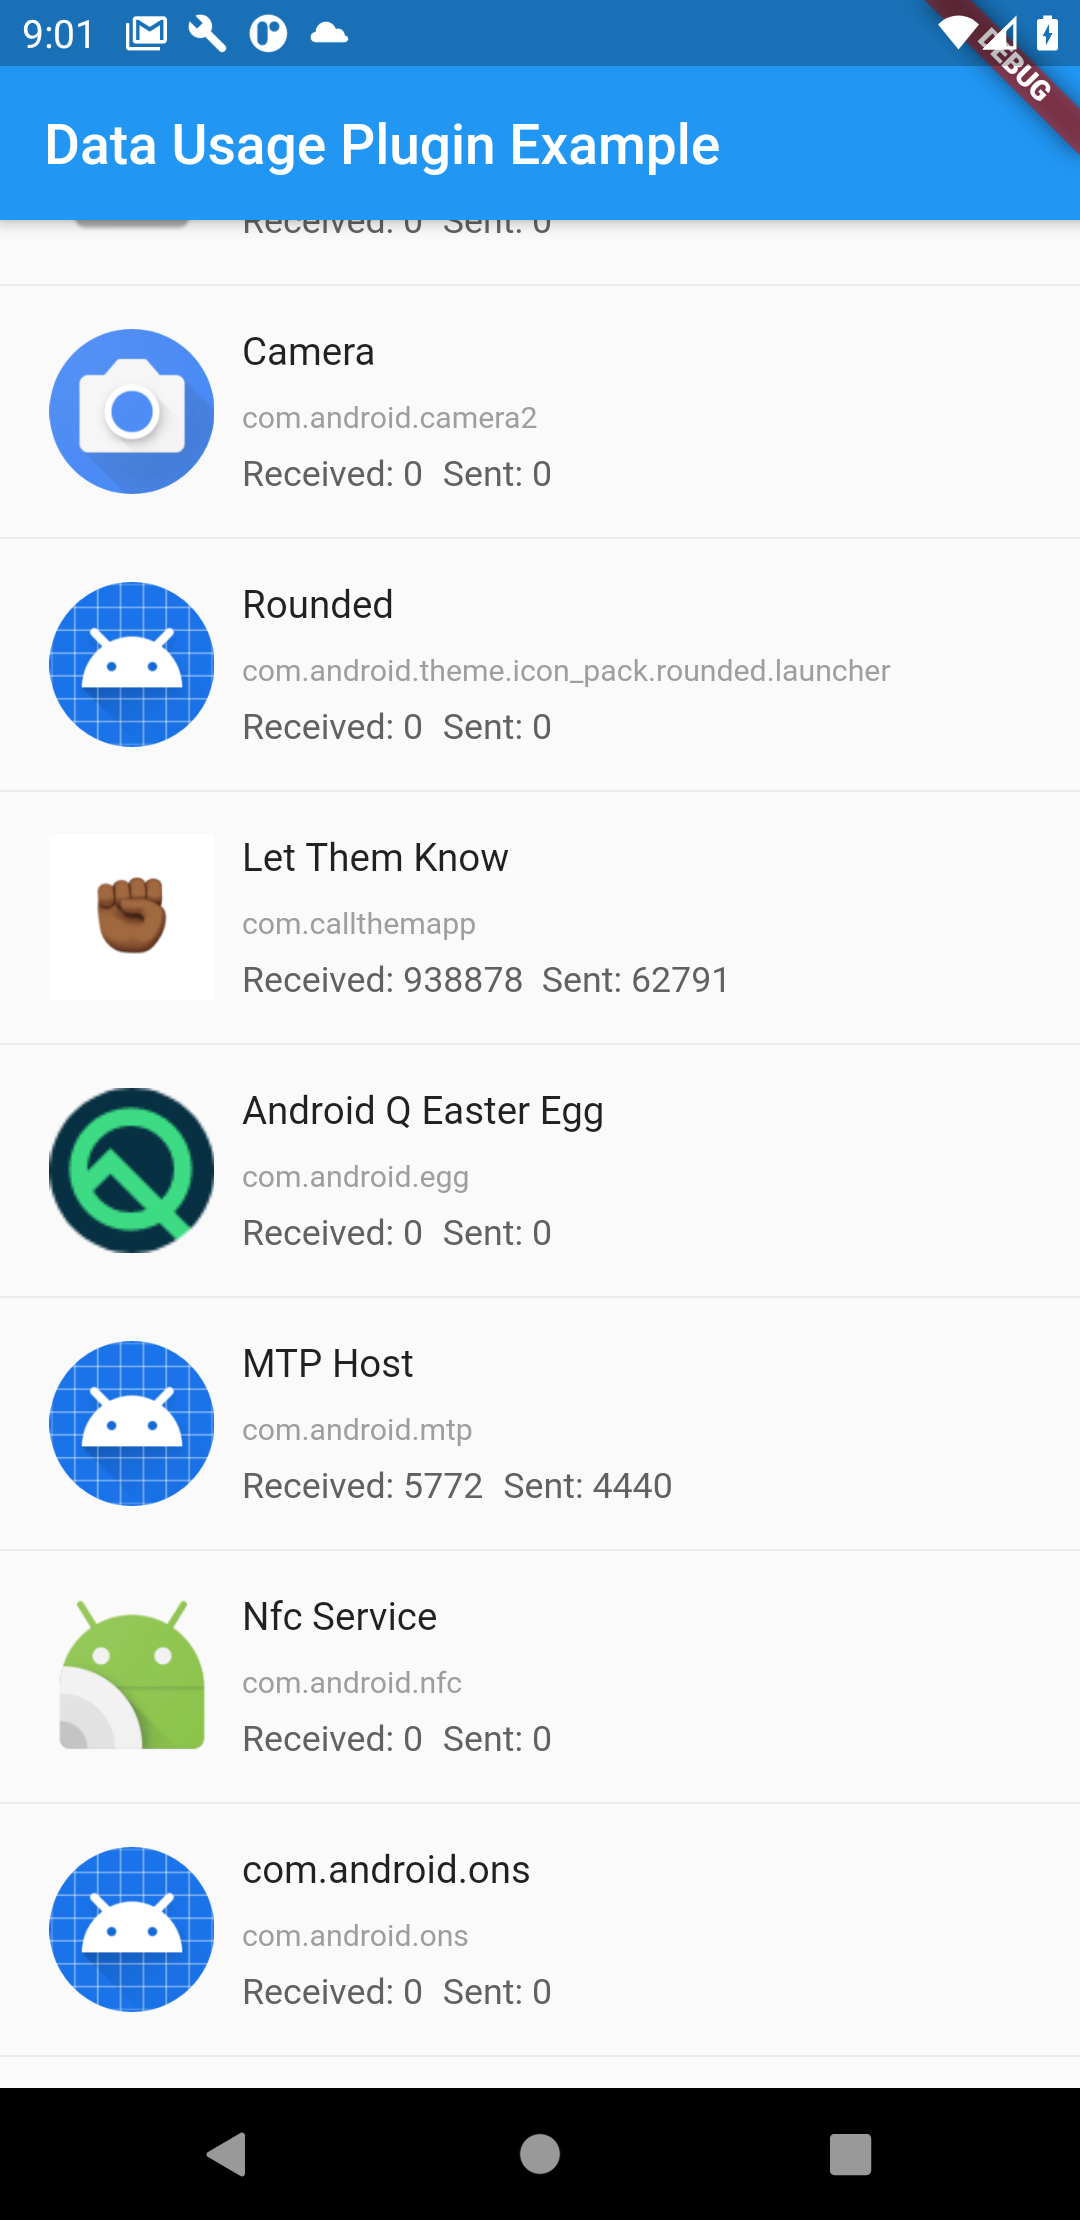 9:01
DEBUG
Data Usage Plugin Example
Received: 0 Sent: 0
Camera
com.android.camera2
Received: 0 Sent: 0
Rounded
com.android.theme.icon_pack.rounded.launcher
Received: 0 Sent: 0
Let Them Know
com.callthemapp
Received: 938878 Sent: 62791
Android Q Easter Egg
com.android.egg
Received: 0 Sent: 0
MTP Host
com.android.mtp
Received: 5772 Sent: 4440
Nfc Service
com.android.nfc
Received: 0 Sent: 0
com.android.ons
com.android.ons
Received: 0 Sent: 0